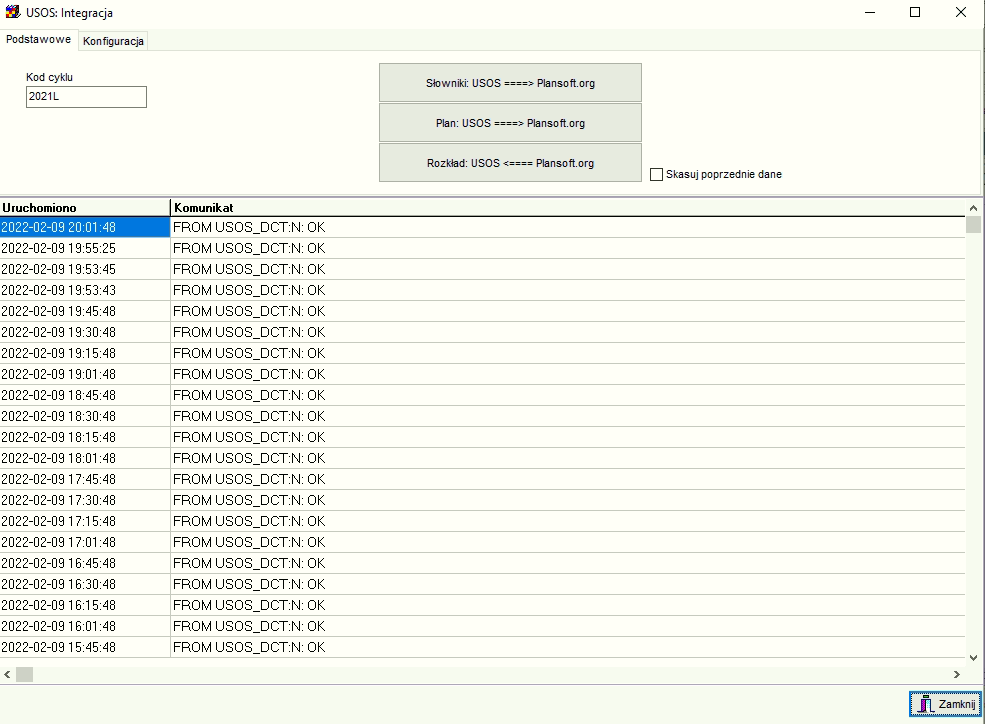 USOS: Integracja
Podstawowe Konfiguracja
Kod cyklu
2021L
Słowniki: USOS ====> Plansoft.org
Plan: USOS ====> Plansoft.org
Rozkład: USOS <==== Plansoft.org
Skasuj poprzednie dane
Uruchomiono Komunikat
2022-02-09 20:01:48 FROM USOS_DCT:N: OK
2022-02-09 19:55:25 FROM USOS_DCT:N: OK
2022-02-09 19:53:45 FROM USOS_DCT:N: OK
2022-02-09 19:53:43 FROM USOS_DCT:N: OK
2022-02-09 19:45:48 FROM USOS_DCT:N: OK
2022-02-09 19:30:48 FROM USOS_DCT:N: OK
2022-02-09 19:15:48 FROM USOS_DCT:N: OK
2022-02-09 19:01:48 FROM USOS_DCT:N: OK
2022-02-09 18:45:48 FROM USOS_DCT:N: OK
2022-02-09 18:30:48 FROM USOS_DCT:N: OK
2022-02-09 18:15:48 FROM USOS_DCT:N: OK
2022-02-09 18:01:48 FROM USOS_DCT:N: OK
2022-02-09 17:45:48 FROM USOS_DCT:N: OK
2022-02-09 17:30:48 FROM USOS_DCT:N: OK
2022-02-09 17:15:48 FROM USOS_DCT:N: OK
2022-02-09 17:01:48 FROM USOS_DCT:N: OK
2022-02-09 16:45:48 FROM USOS_DCT:N: OK
2022-02-09 16:30:48 FROM USOS_DCT:N: OK
2022-02-09 16:15:48 FROM USOS_DCT:N: OK
2022-02-09 16:01:48 FROM USOS_DCT:N: OK
2022-02-09 15:45:48 FROM USOS_DCT:N: OK
Zamknij